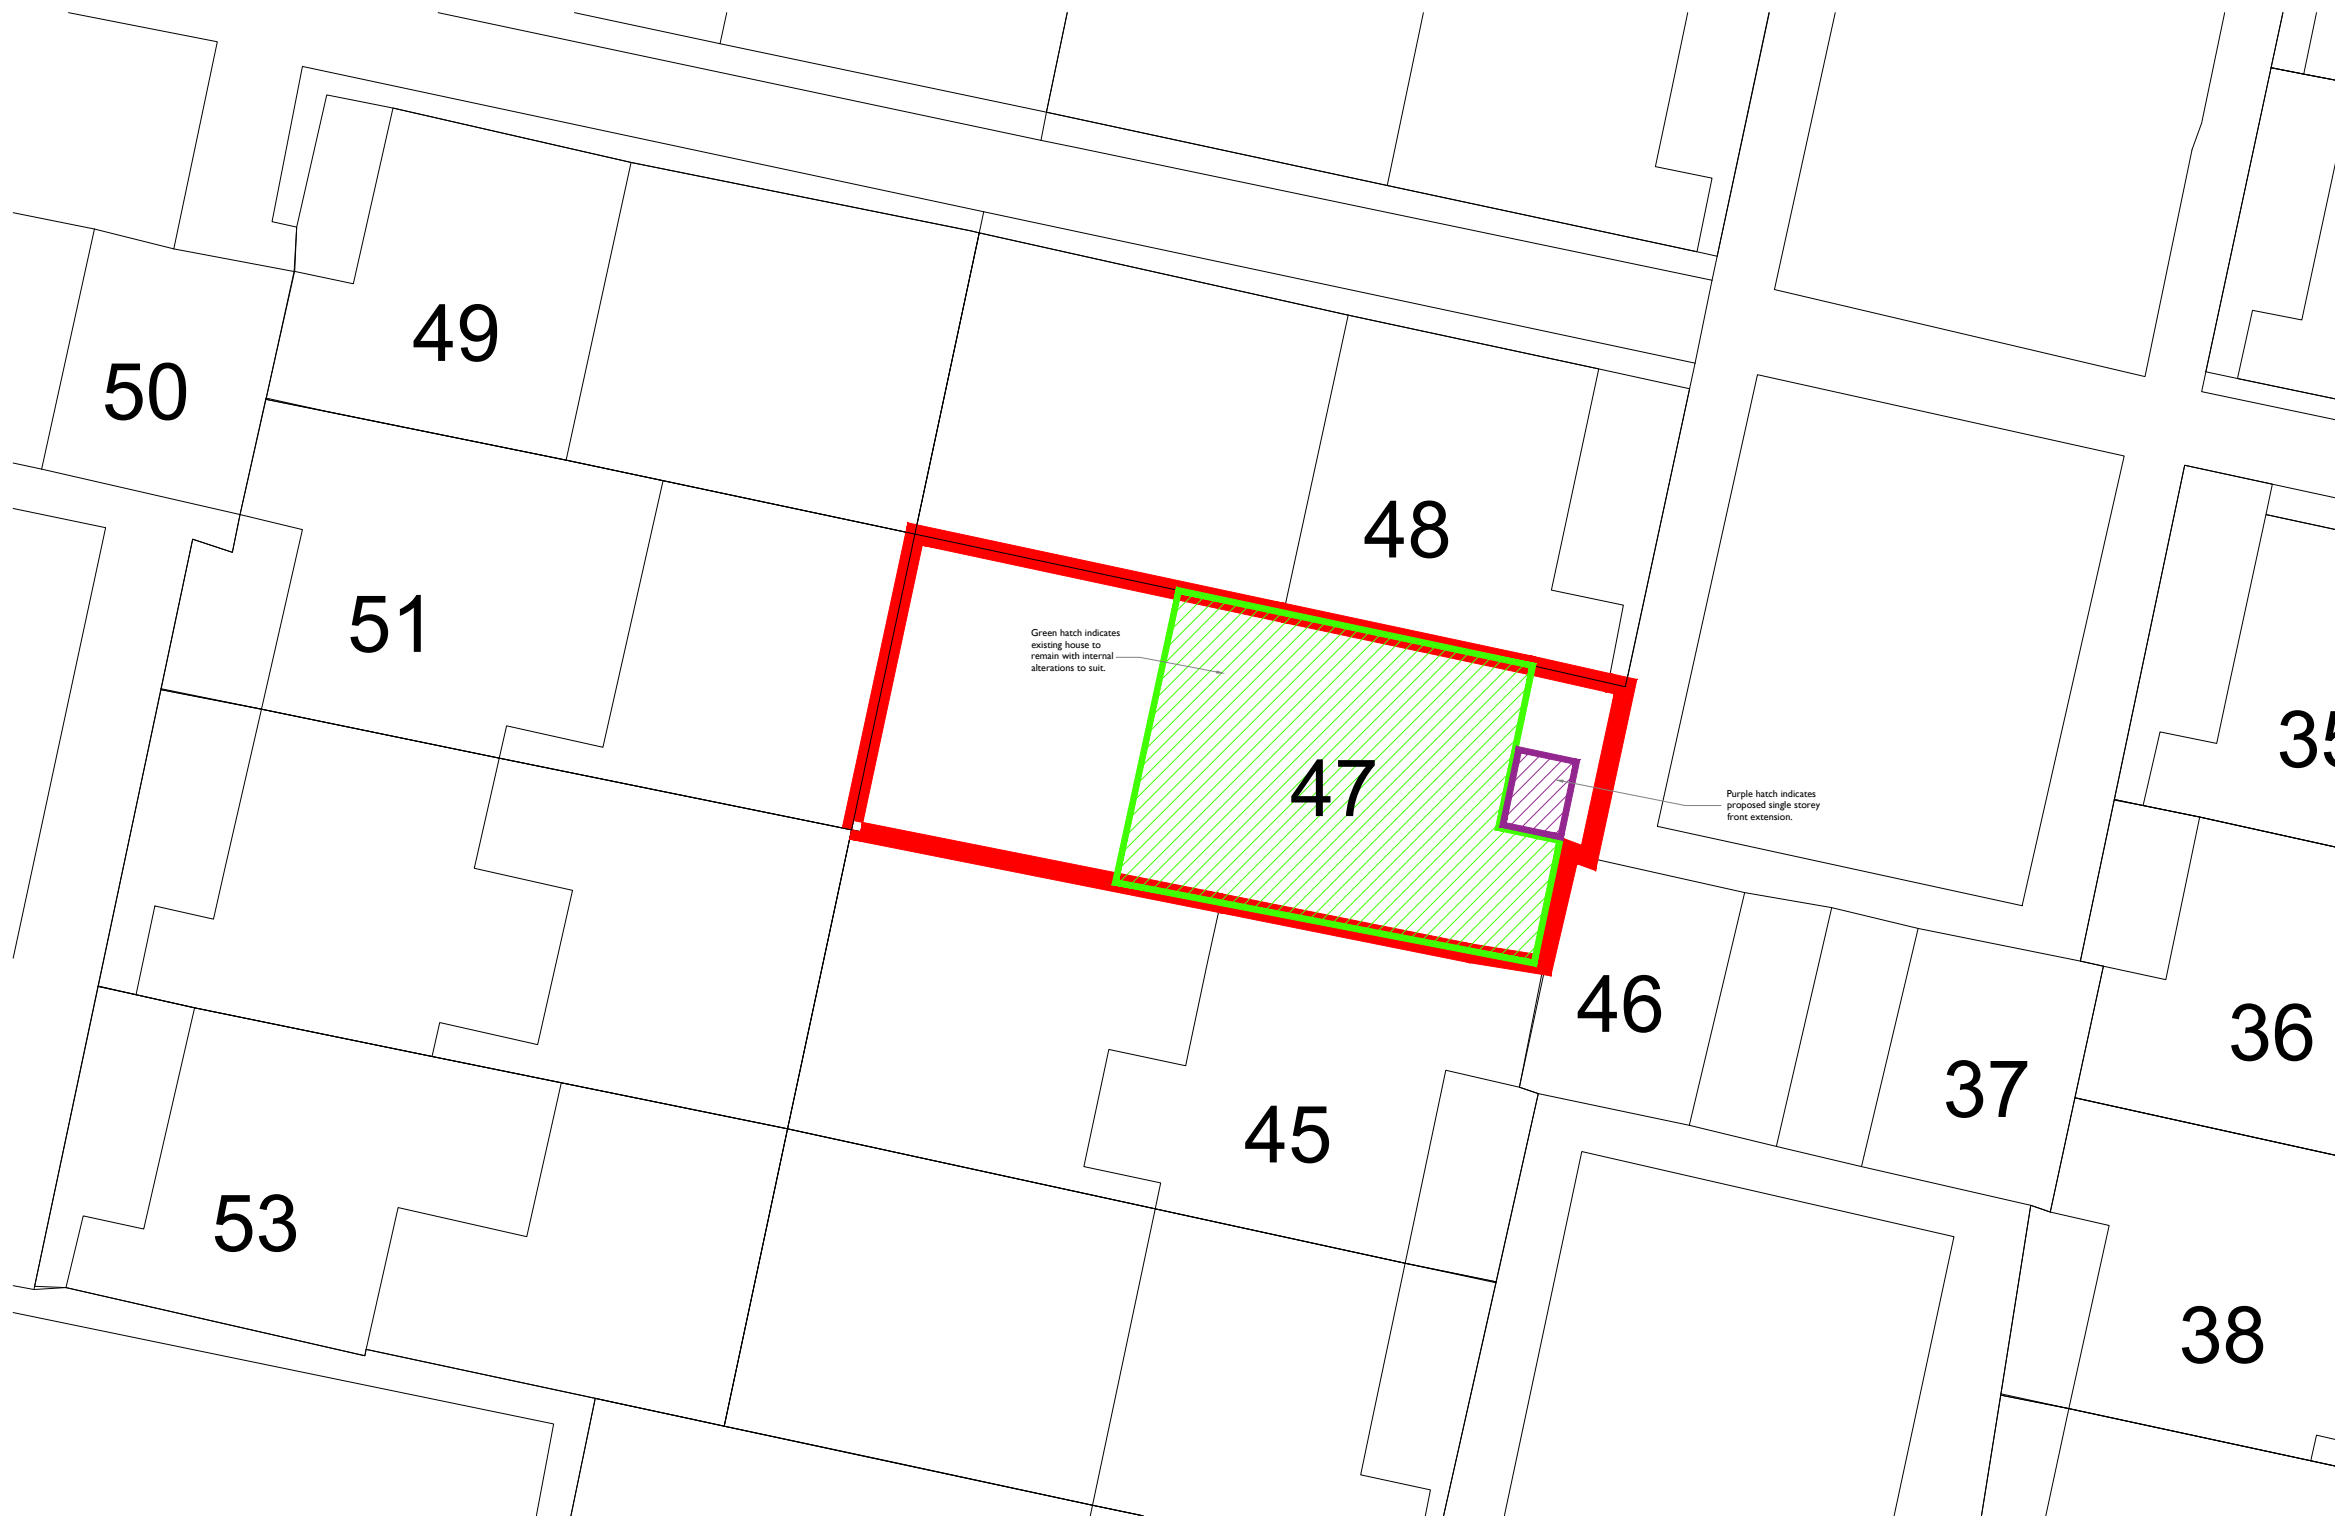 49
50
48
51
Green hatch indicates
existing house to
remain with internal
alterations to suit.
47
35
Purple hatch indicates
proposed single storey
front extension.
46
36
37
45
53
38